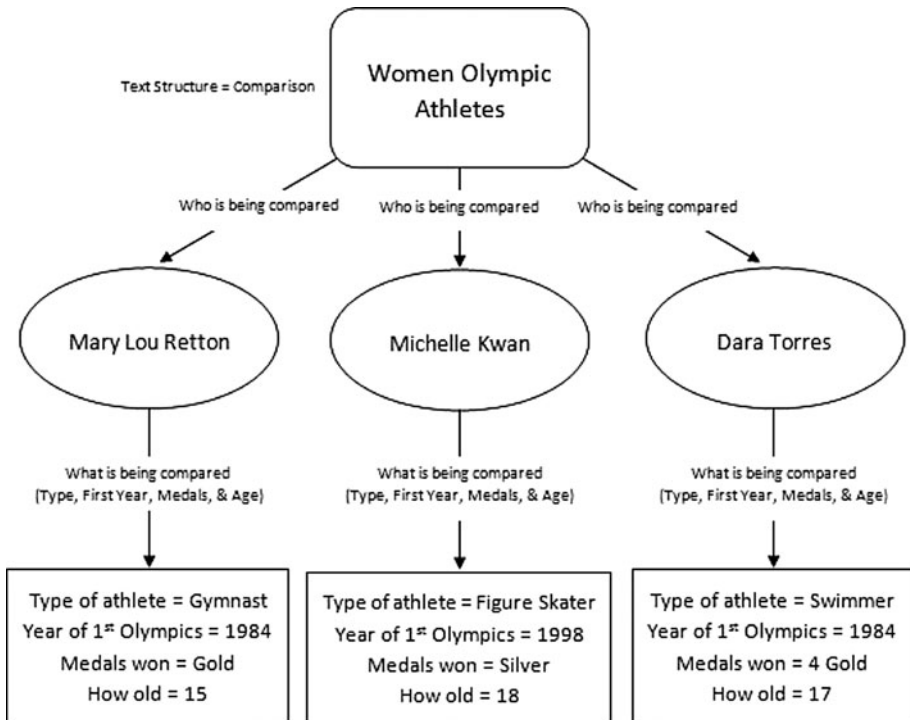 Women Olympic
Athletes
Text Structure = Comparison
Who is being compared
Who is being compared
Who is being compared
Mary Lou Retton
Michelle Kwan
Dara Torres
What is being compared
(Type, First Year, Medals, & Age)
What is being compared
(Type, First Year, Medals, & Age)
What is being compared
(Type, First Year, Medals, & Age)
Type of athlete = Gymnast
Year of 1st Olympics = 1984
Medals won = Gold
How old = 15
Type of athlete = Figure Skater
Year of 1st Olympics = 1998
Medals won = Silver
How old = 18
Type of athlete = Swimmer
Year of 1st Olympics = 1984
Medals won = 4 Gold
How old = 17